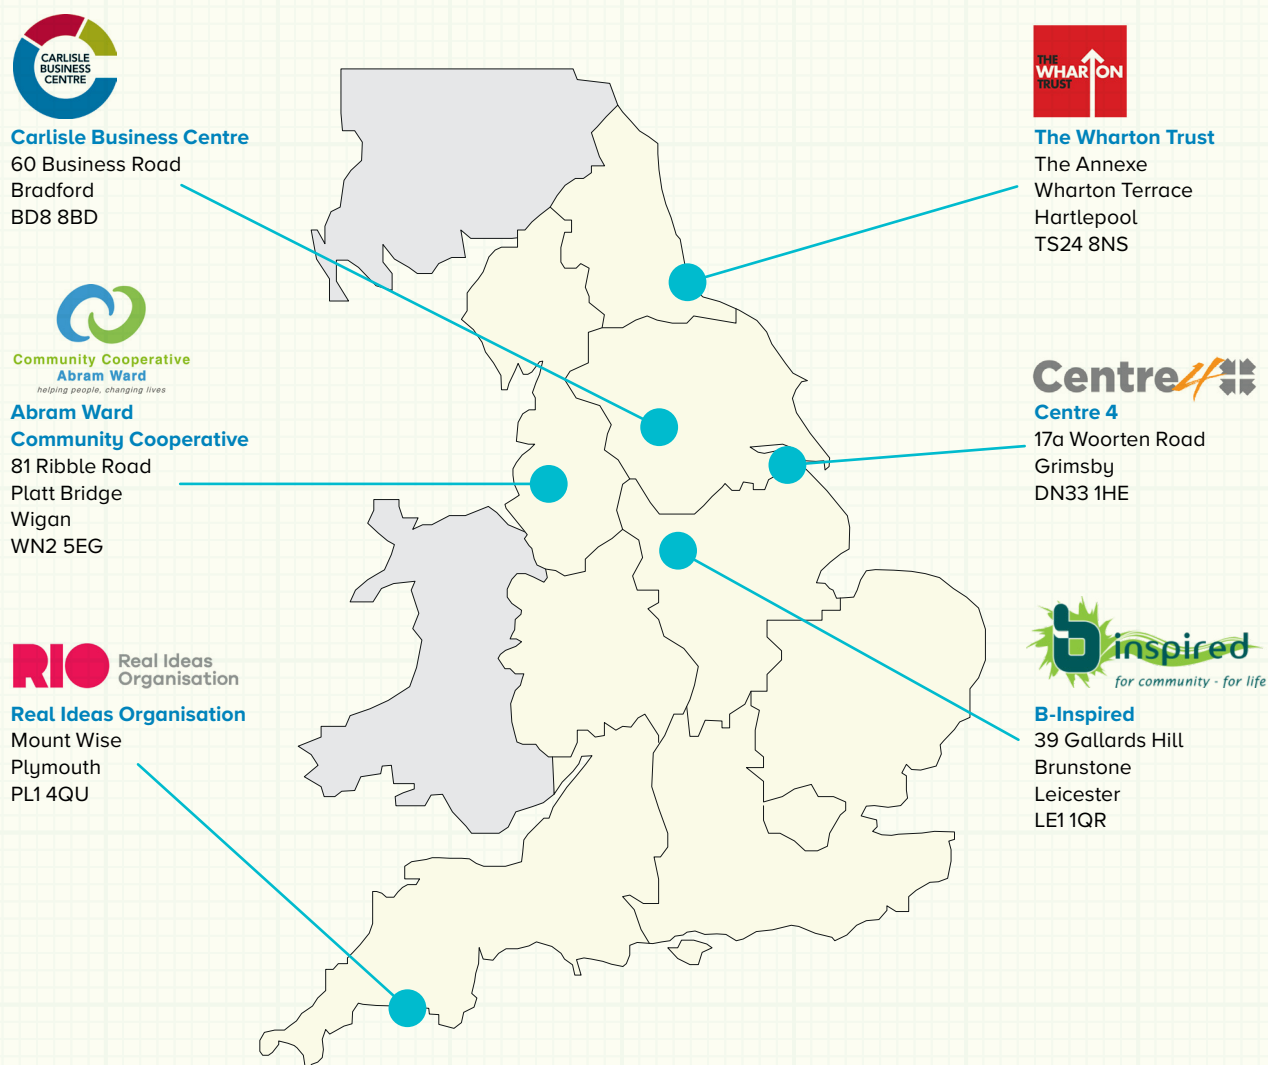 CARLISLE
BUSINESS
CENTRE
Carlisle Business Centre
60 Business Road
Bradford
BD8 8BD
Community Cooperative
Abram Ward
helping people, changing lives
Abram Ward
Community Cooperative
81 Ribble Road
Platt Bridge
Wigan
WN2 5EG
RIO Real Ideas
Organisation
Real Ideas Organisation
Mount Wise
Plymouth
PL1 4QU
THE
WHARTON
TRUST
The Wharton Trust
The Annexe
Wharton Terrace
Hartlepool
TS24 8NS
Centre4
Centre 4
17a Woorten Road
Grimsby
DN33 1HE
b inspired
for community - for life
B-Inspired
39 Gallards Hill
Brunstone
Leicester
LE1 1QR